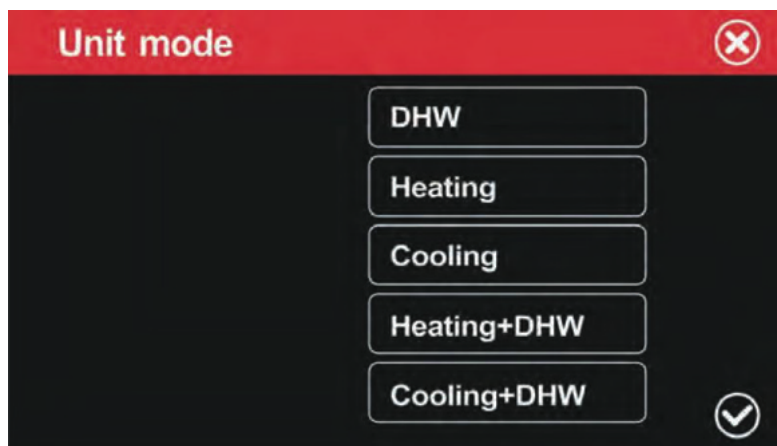 Unit mode
DHW
Heating
Cooling
Heating+DHW
Cooling+DHW